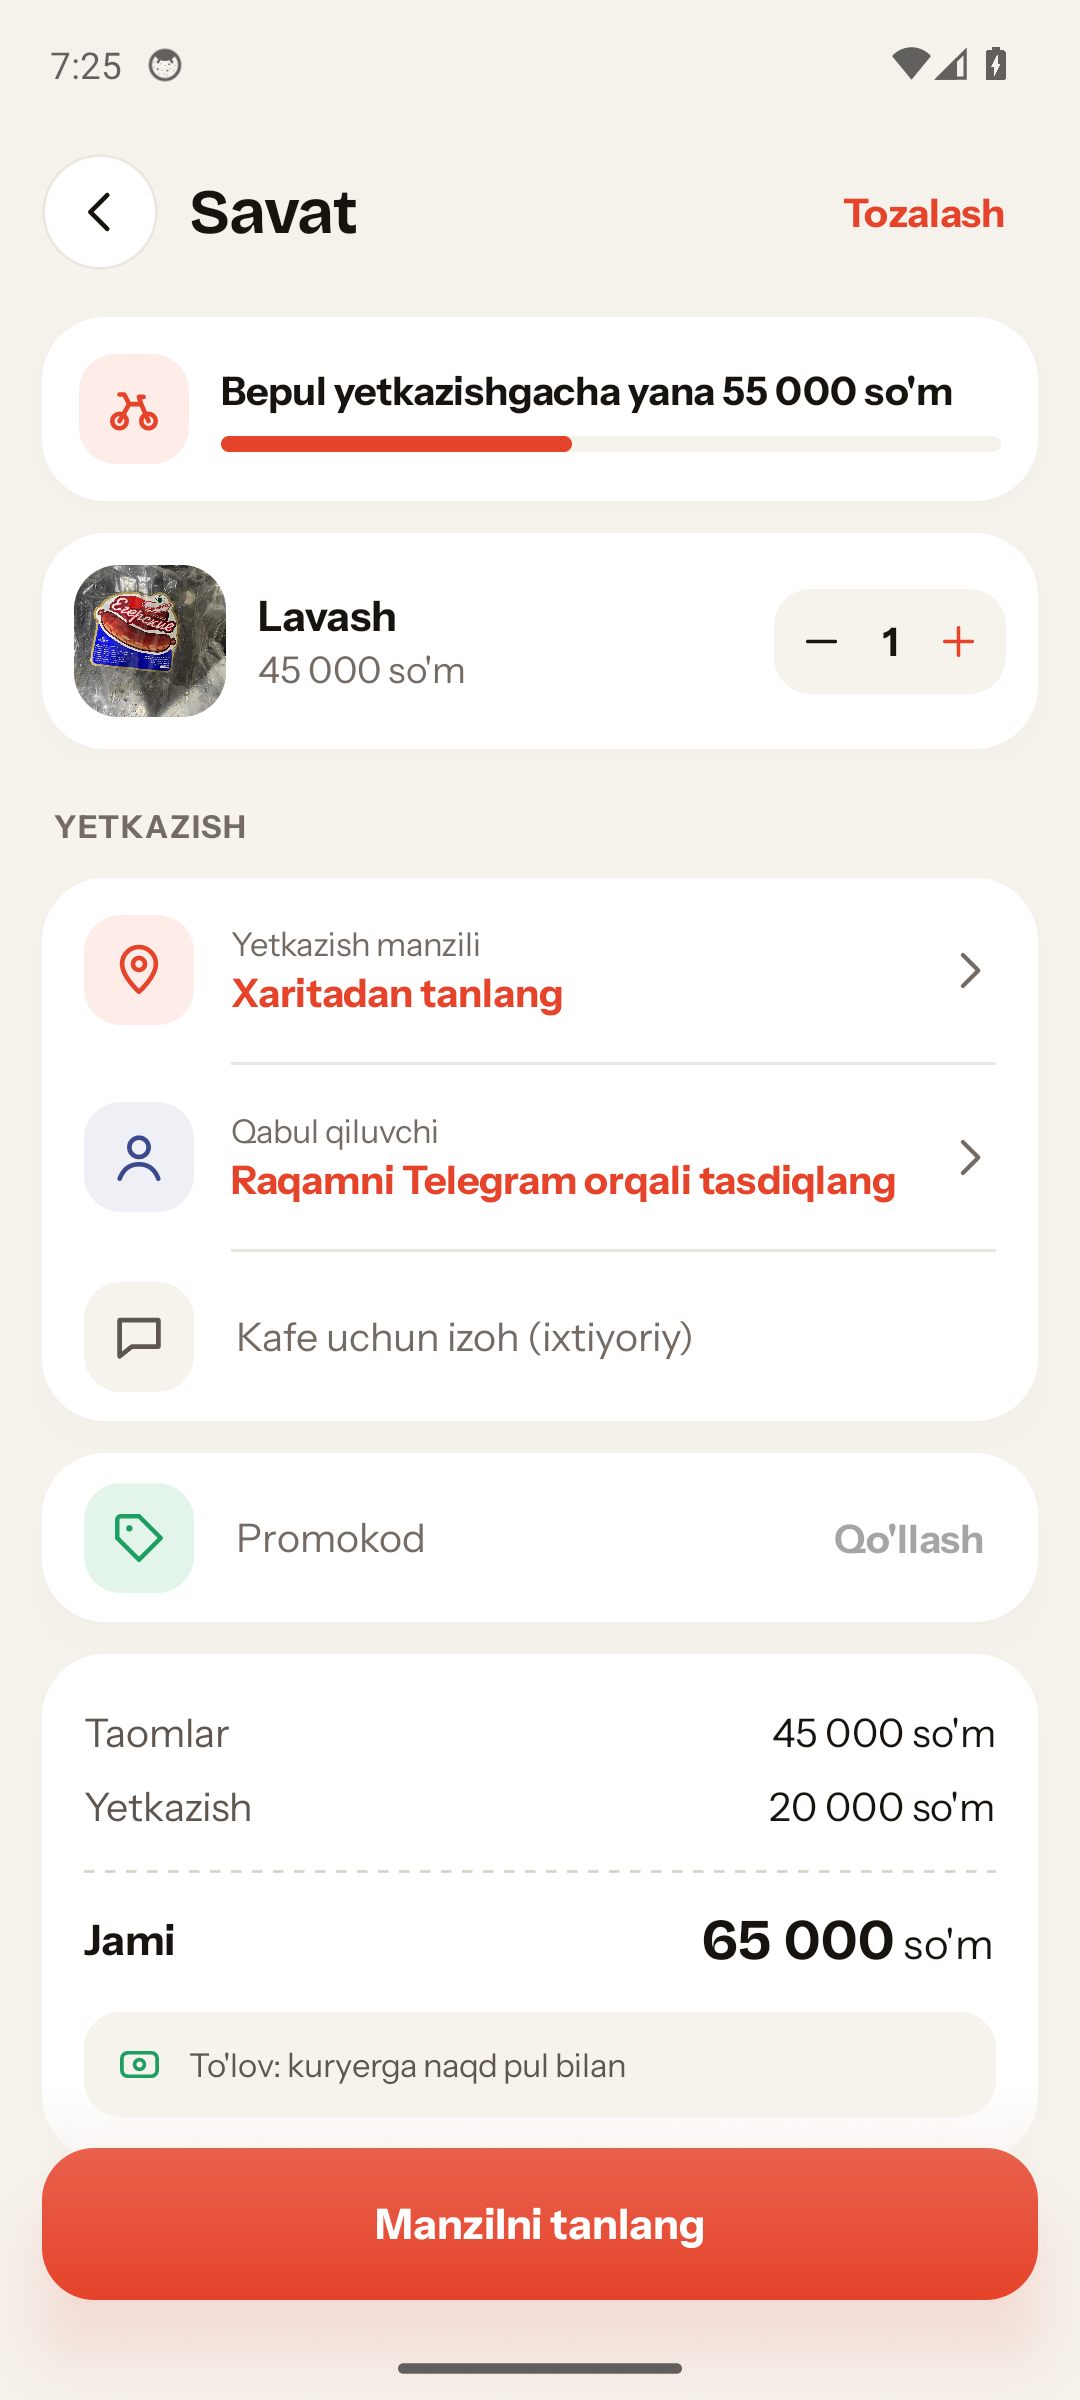 7:25
Savat
Tozalash
Bepul yetkazishgacha yana 55 000 so'm
Егерские
Lavash
45 000 so'm
1
YETKAZISH
Yetkazish manzili
Xaritadan tanlang
Qabul qiluvchi
Raqamni Telegram orqali tasdiqlang
Kafe uchun izoh (ixtiyoriy)
Promokod
Qo'llash
Taomlar
45 000 so'm
Yetkazish
20 000 so'm
Jami
65 000 so'm
To'lov: kuryerga naqd pul bilan
Manzilni tanlang